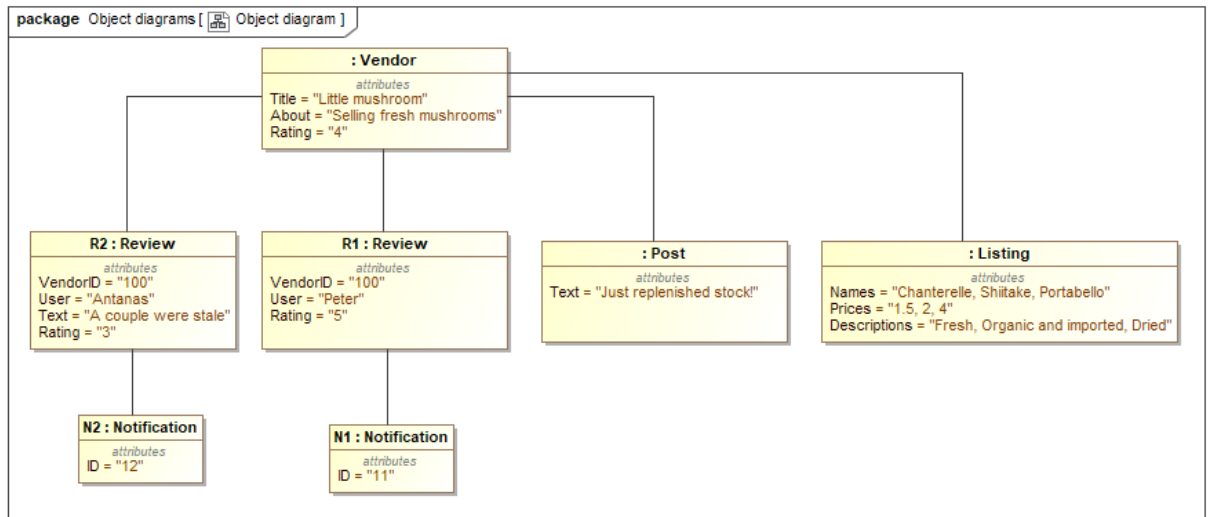 package Object diagrams [ Object diagram ]
: Vendor
attributes
Title = "Little mushroom"
About = "Selling fresh mushrooms"
Rating = "4"
R2 : Review
attributes
VendorID = "100"
User = "Antanas"
Text = "A couple were stale"
Rating = "3"
R1 : Review
attributes
VendorID = "100"
User = "Peter"
Rating = "5"
: Post
attributes
Text = "Just replenished stock!"
: Listing
attributes
Names = "Chanterelle, Shiitake, Portabello"
Prices = "1.5, 2, 4"
Descriptions = "Fresh, Organic and imported, Dried"
N2 : Notification
attributes
ID = "12"
N1 : Notification
attributes
ID = "11"